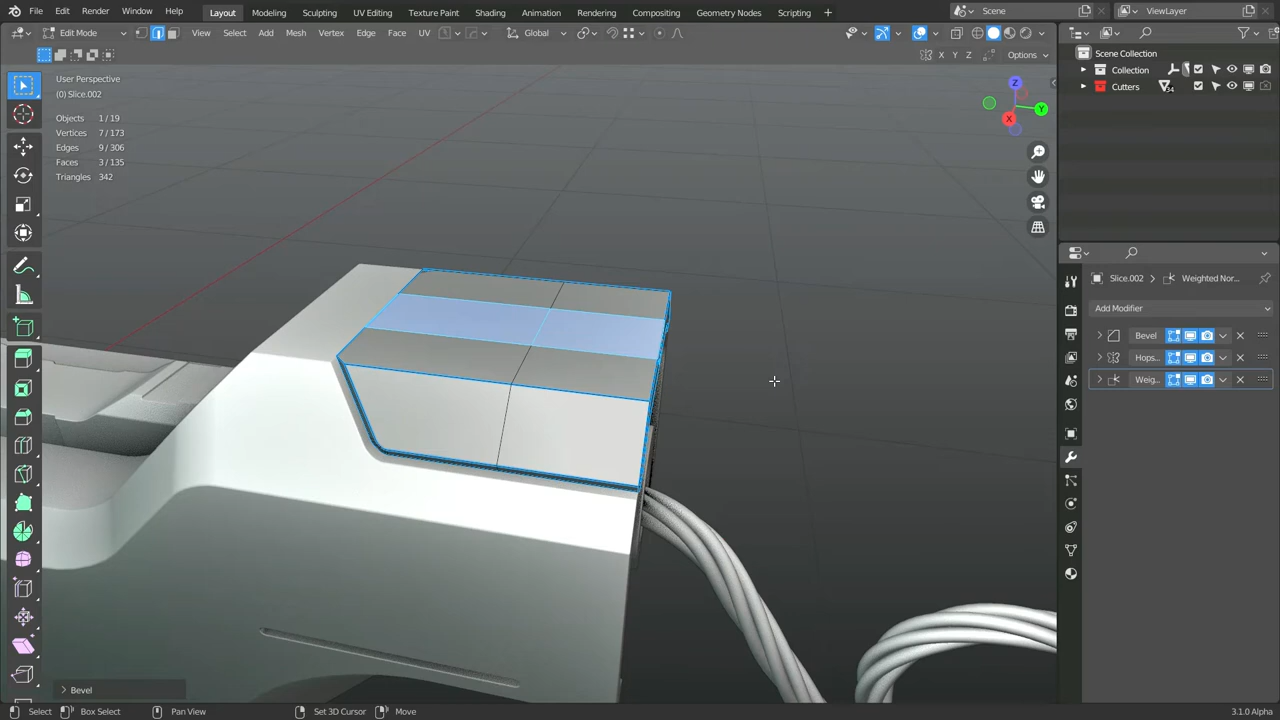 File Edit Render Window Help Layout Modeling Sculpting UV Editing Texture Paint Shading Animation Rendering Compositing Geometry Nodes Scripting + Scene ViewLayer
Edit Mode View Select Add Mesh Vertex Edge Face UV Global
X Y Z Options
User Perspective
(0) Slice.002
Objects 1 / 19
Vertices 7 / 173
Edges 9 / 306
Faces 3 / 135
Triangles 342
Z
Y
X
Scene Collection
Collection
Cutters 34
Slice.002 Weighted Nor...
Add Modifier
Bevel
Hops...
Weig...
Bevel
Select Box Select Pan View Set 3D Cursor Move 3.1.0 Alpha